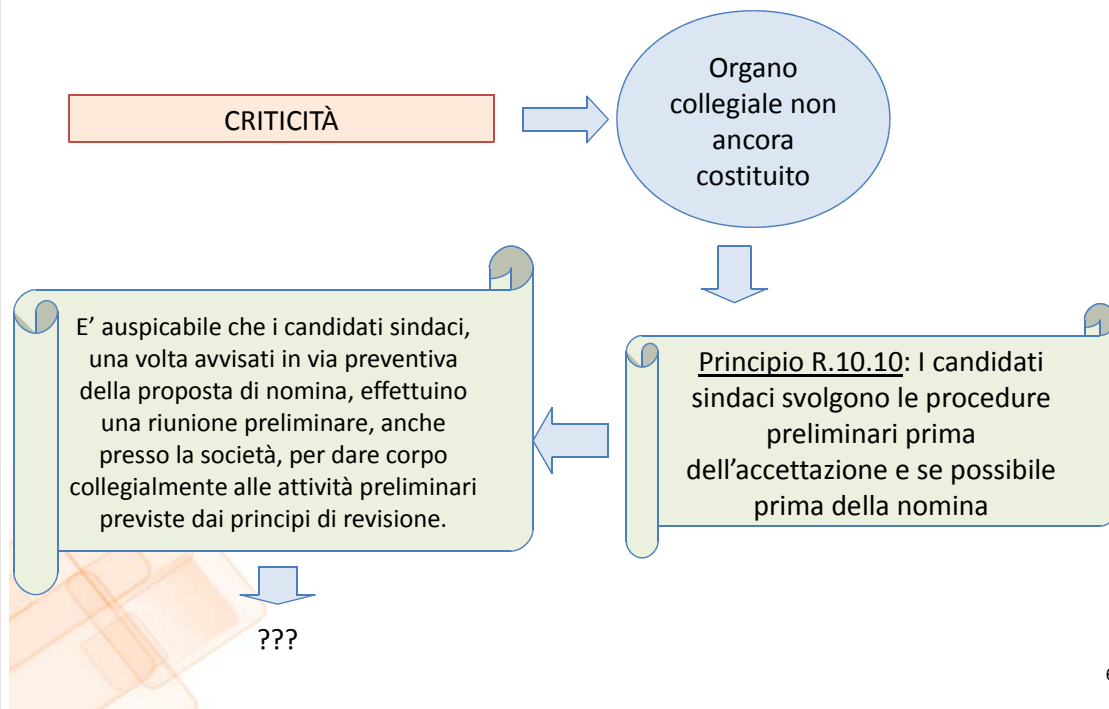 CRITICITÀ
Organo
collegiale non
ancora
costituito
Principio R.10.10: I candidati
sindaci svolgono le procedure
preliminari prima
dell'accettazione e se possibile
prima della nomina
E' auspicabile che i candidati sindaci,
una volta avvisati in via preventiva
della proposta di nomina, effettuino
una riunione preliminare, anche
presso la società, per dare corpo
collegialmente alle attività preliminari
previste dai principi di revisione.
???